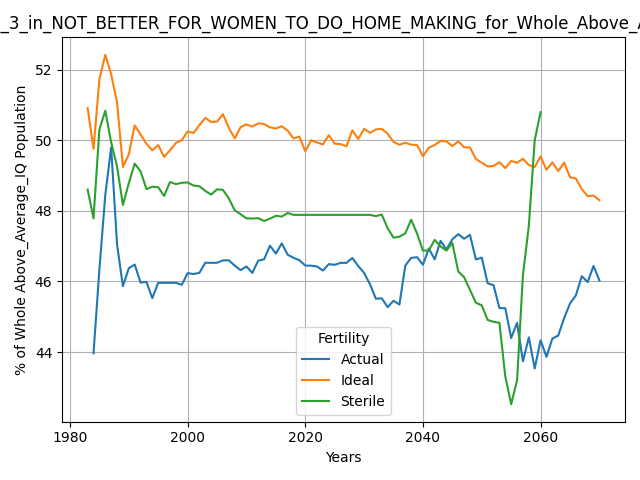 _3_in_NOT_BETTER_FOR_WOMEN_TO_DO_HOME_MAKING_for_Whole_Above_
% of Whole Above_Average_IQ Population
52
50
48
46
44
Fertility
Actual
Ideal
Sterile
1980
2000
2020
2040
2060
Years